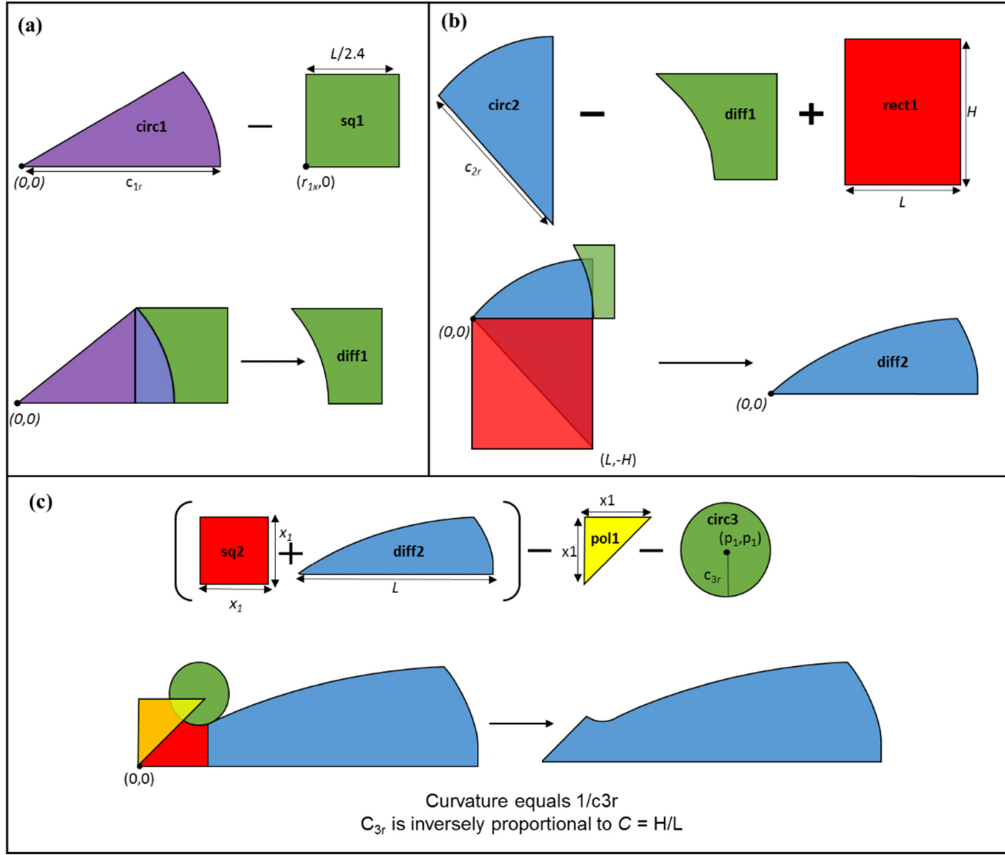 (a)
L/2.4
circ1
sq1
(0,0)
c1r
(r1x,0)
diff1
(0,0)
(b)
circ2
diff1
rect1
H
c2r
L
(0,0)
diff2
(0,0)
(L,-H)
(c)
x1
sq2
x1
diff2
x1
pol1
x1
circ3
(p1,p1)
c3r
L
x1
(0,0)
Curvature equals 1/c3r
C3r is inversely proportional to C = H/L